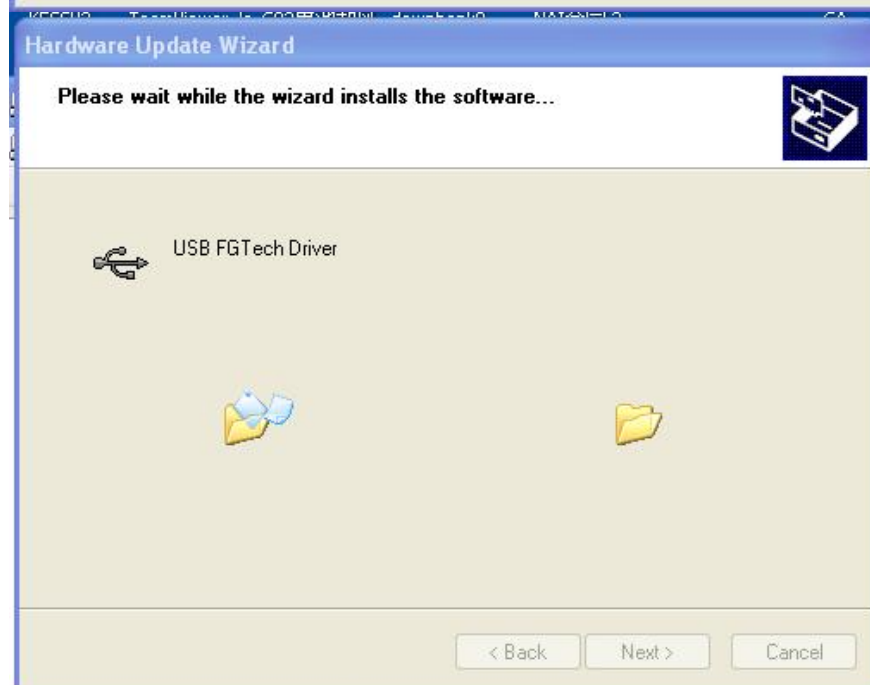 Hardware Update Wizard
Please wait while the wizard installs the software...
USB FGTech Driver
< Back Next > Cancel